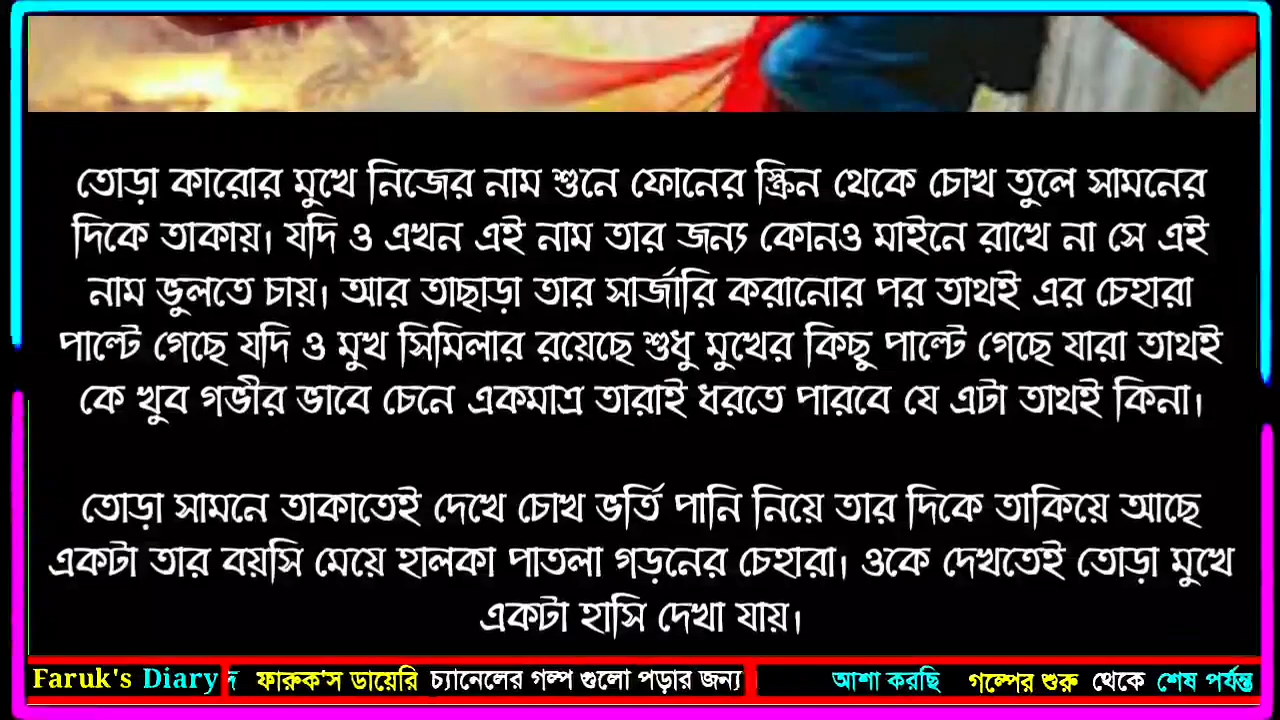 তোড়া কারোর মুখে নিজের নাম শুনে ফোনের স্ক্রিন থেকে চোখ তুলে সামনের
দিকে তাকায়। যদি ও এখন এই নাম তার জন্য কোনও মাইনে রাখে না সে এই
নাম ভুলতে চায়। আর তাছাড়া তার সার্জারি করানোর পর তাথই এর চেহারা
পাল্টে গেছে যদি ও মুখ সিমিলার রয়েছে শুধু মুখের কিছু পাল্টে গেছে যারা তাথই
কে খুব গভীর ভাবে চেনে একমাত্র তারাই ধরতে পারবে যে এটা তাথই কিনা।
তোড়া সামনে তাকাতেই দেখে চোখ ভর্তি পানি নিয়ে তার দিকে তাকিয়ে আছে
একটা তার বয়সি মেয়ে হালকা পাতলা গড়নের চেহারা। ওকে দেখতেই তোড়া মুখে
একটা হাসি দেখা যায়।
Faruk's Diary ফারুক'স ডায়েরি চ্যানেলের গল্প গুলো পড়ার জন্য আশা করছি গল্পের শুরু থেকে শেষ পর্যন্ত